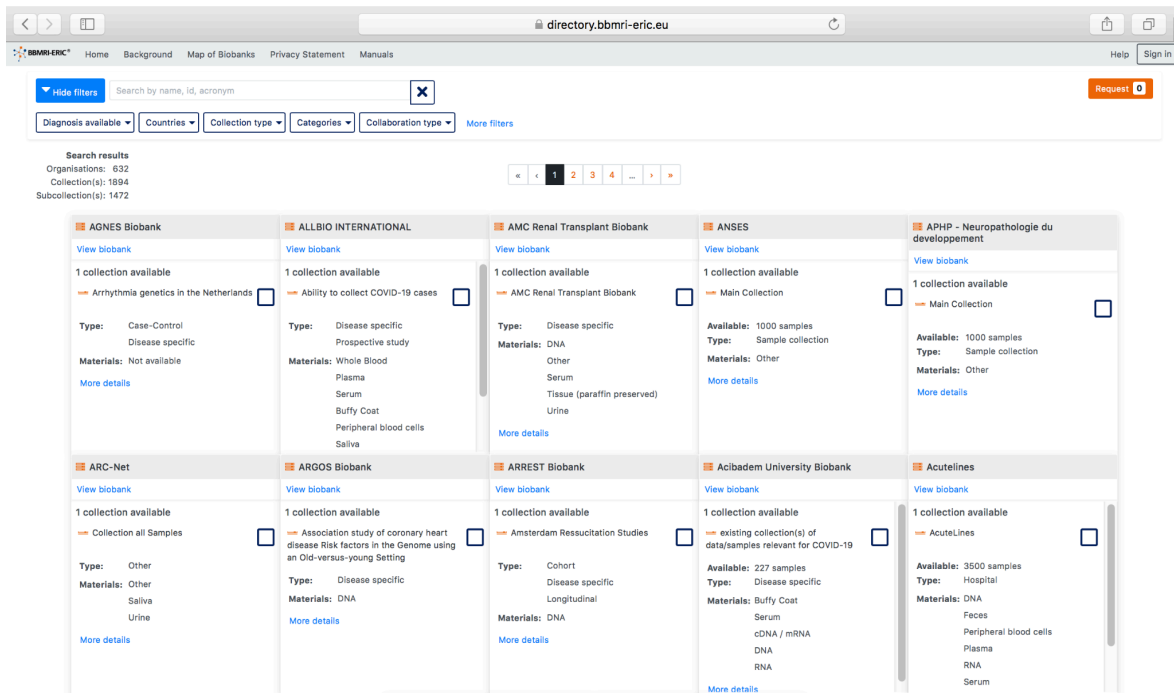 directory.bbmri-eric.eu
BBMRI-ERIC® Home Background Map of Biobanks Privacy Statement Manuals Help Sign in
Hide filters Search by name, id, acronym Request 0
Diagnosis available Countries Collection type Categories Collaboration type More filters
Search results
Organisations: 632
Collection(s): 1894
Subcollection(s): 1472
« ‹ 1 2 3 4 ... › »
AGNES Biobank
View biobank
1 collection available
Arrhythmia genetics in the Netherlands
Type: Case-Control
Disease specific
Materials: Not available
More details
ALLBIO INTERNATIONAL
View biobank
1 collection available
Ability to collect COVID-19 cases
Type: Disease specific
Prospective study
Materials: Whole Blood
Plasma
Serum
Buffy Coat
Peripheral blood cells
Saliva
AMC Renal Transplant Biobank
View biobank
1 collection available
AMC Renal Transplant Biobank
Type: Disease specific
Materials: DNA
Other
Serum
Tissue (paraffin preserved)
Urine
More details
ANSES
View biobank
1 collection available
Main Collection
Available: 1000 samples
Type: Sample collection
Materials: Other
More details
APHP - Neuropathologie du
developpement
View biobank
1 collection available
Main Collection
Available: 1000 samples
Type: Sample collection
Materials: Other
More details
ARC-Net
View biobank
1 collection available
Collection all Samples
Type: Other
Materials: Other
Saliva
Urine
More details
ARGOS Biobank
View biobank
1 collection available
Association study of coronary heart
disease Risk factors in the Genome using
an Old-versus-young Setting
Type: Disease specific
Materials: DNA
More details
ARREST Biobank
View biobank
1 collection available
Amsterdam Ressucitation Studies
Type: Cohort
Disease specific
Longitudinal
Materials: DNA
More details
Acibadem University Biobank
View biobank
1 collection available
existing collection(s) of
data/samples relevant for COVID-19
Available: 227 samples
Type: Disease specific
Materials: Buffy Coat
Serum
cDNA / mRNA
DNA
RNA
More details
Acutelines
View biobank
1 collection available
AcuteLines
Available: 3500 samples
Type: Hospital
Materials: DNA
Feces
Peripheral blood cells
Plasma
RNA
Serum